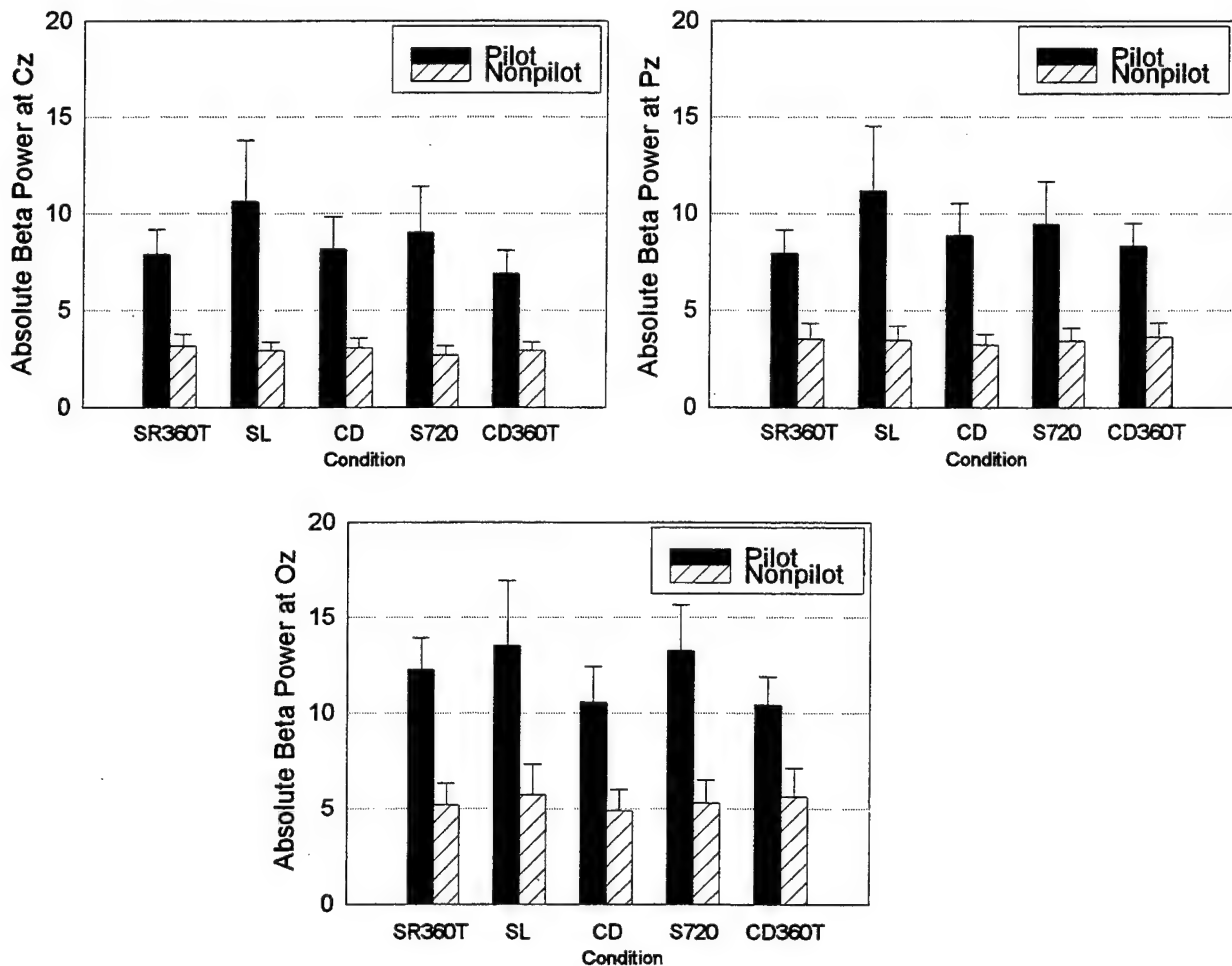 Absolute Beta Power at Cz
20
15
10
5
0
Pilot
Nonpilot
SR360T SL CD S720 CD360T
Condition
Absolute Beta Power at Pz
20
15
10
5
0
Pilot
Nonpilot
SR360T SL CD S720 CD360T
Condition
Absolute Beta Power at Oz
20
15
10
5
0
Pilot
Nonpilot
SR360T SL CD S720 CD360T
Condition